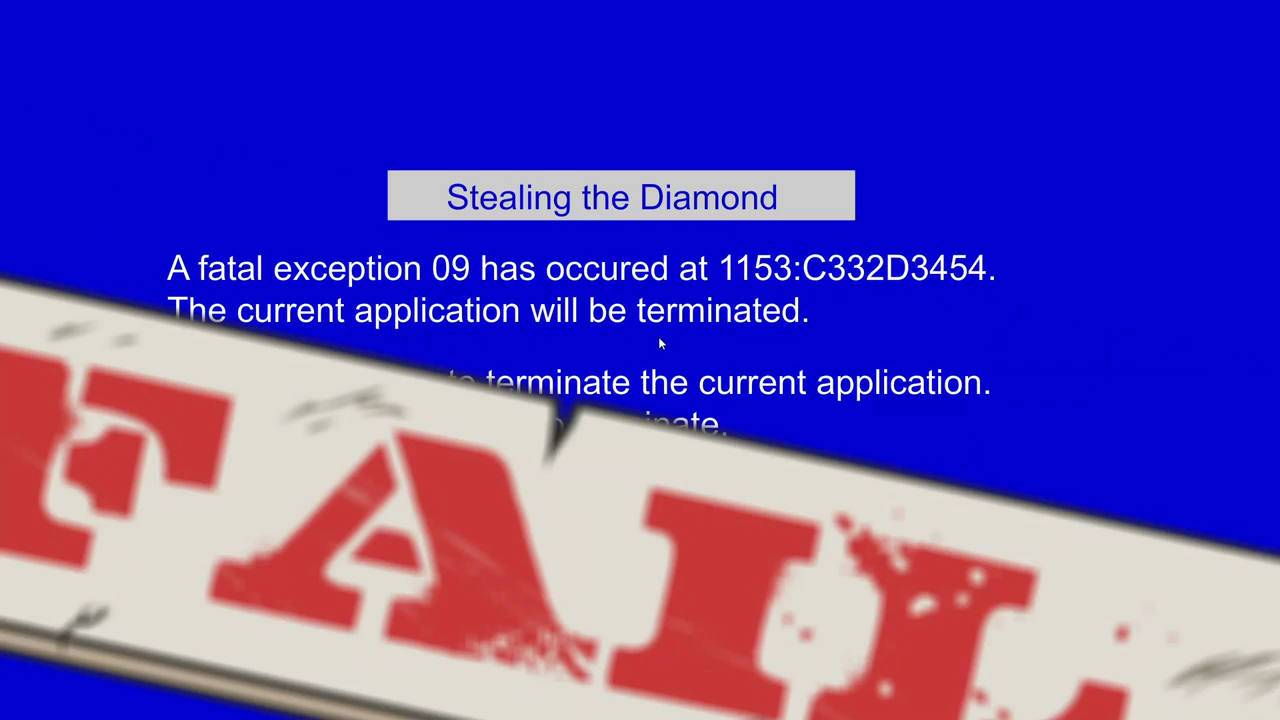 Stealing the Diamond
A fatal exception 09 has occured at 1153:C332D3454.
The current application will be terminated.
terminate the current application.
FAIL